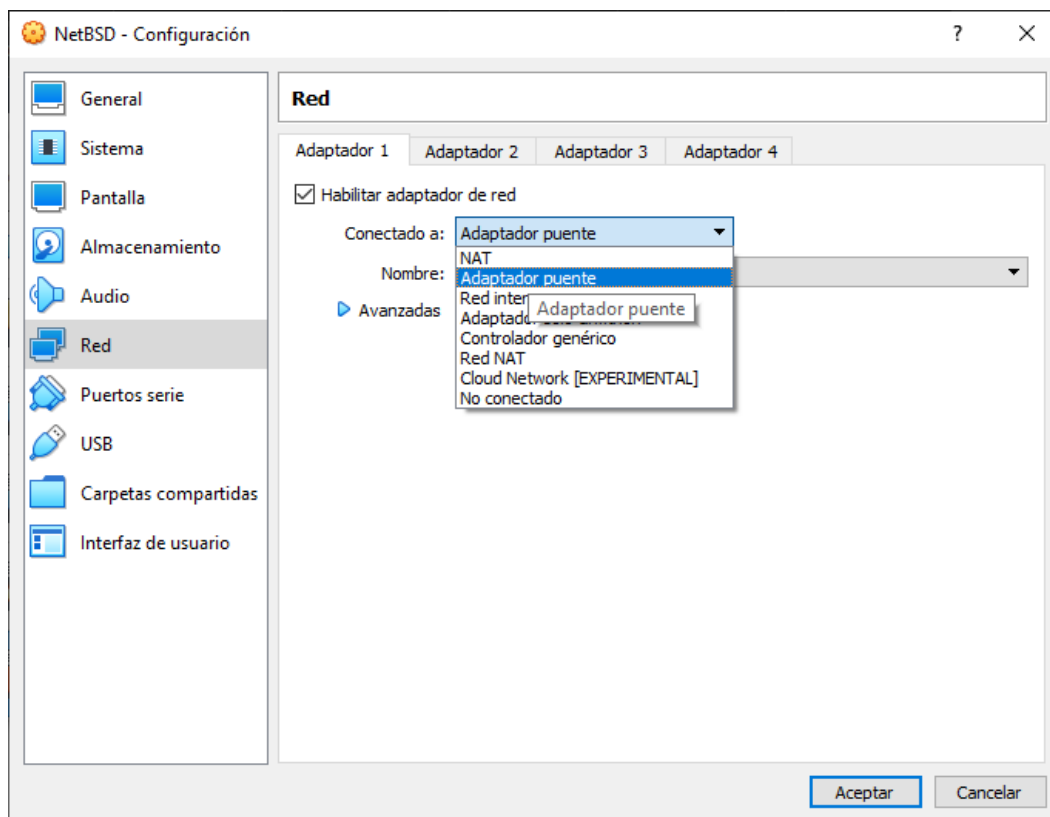 NetBSD - Configuración
?
General
Sistema
Pantalla
Almacenamiento
Audio
Red
Puertos serie
USB
Carpetas compartidas
Interfaz de usuario
Red
Adaptador 1 Adaptador 2 Adaptador 3 Adaptador 4
Habilitar adaptador de red
Conectado a: Adaptador puente
NAT
Nombre:
Adaptador puente
Red
Adaptador puente
Avanzadas
Controlador genérico
Red NAT
Cloud Network [EXPERIMENTAL]
No conectado
Aceptar Cancelar